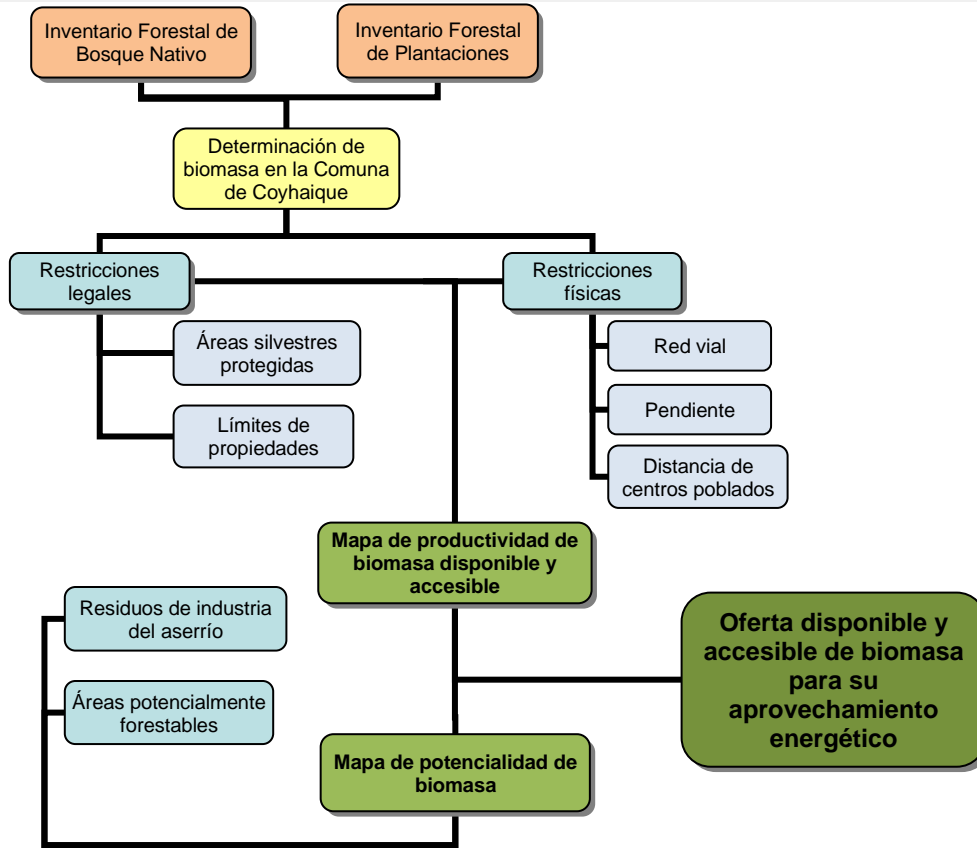 Inventario Forestal de
Bosque Nativo
Inventario Forestal
de Plantaciones
Determinación de
biomasa en la Comuna
de Coyhaique
Restricciones
legales
Restricciones
físicas
Áreas silvestres
protegidas
Límites de
propiedades
Red vial
Pendiente
Distancia de
centros poblados
Mapa de productividad de
biomasa disponible y
accesible
Residuos de industria
del aserrío
Áreas potencialmente
forestables
Oferta disponible y
accesible de biomasa
para su
aprovechamiento
energético
Mapa de potencialidad de
biomasa